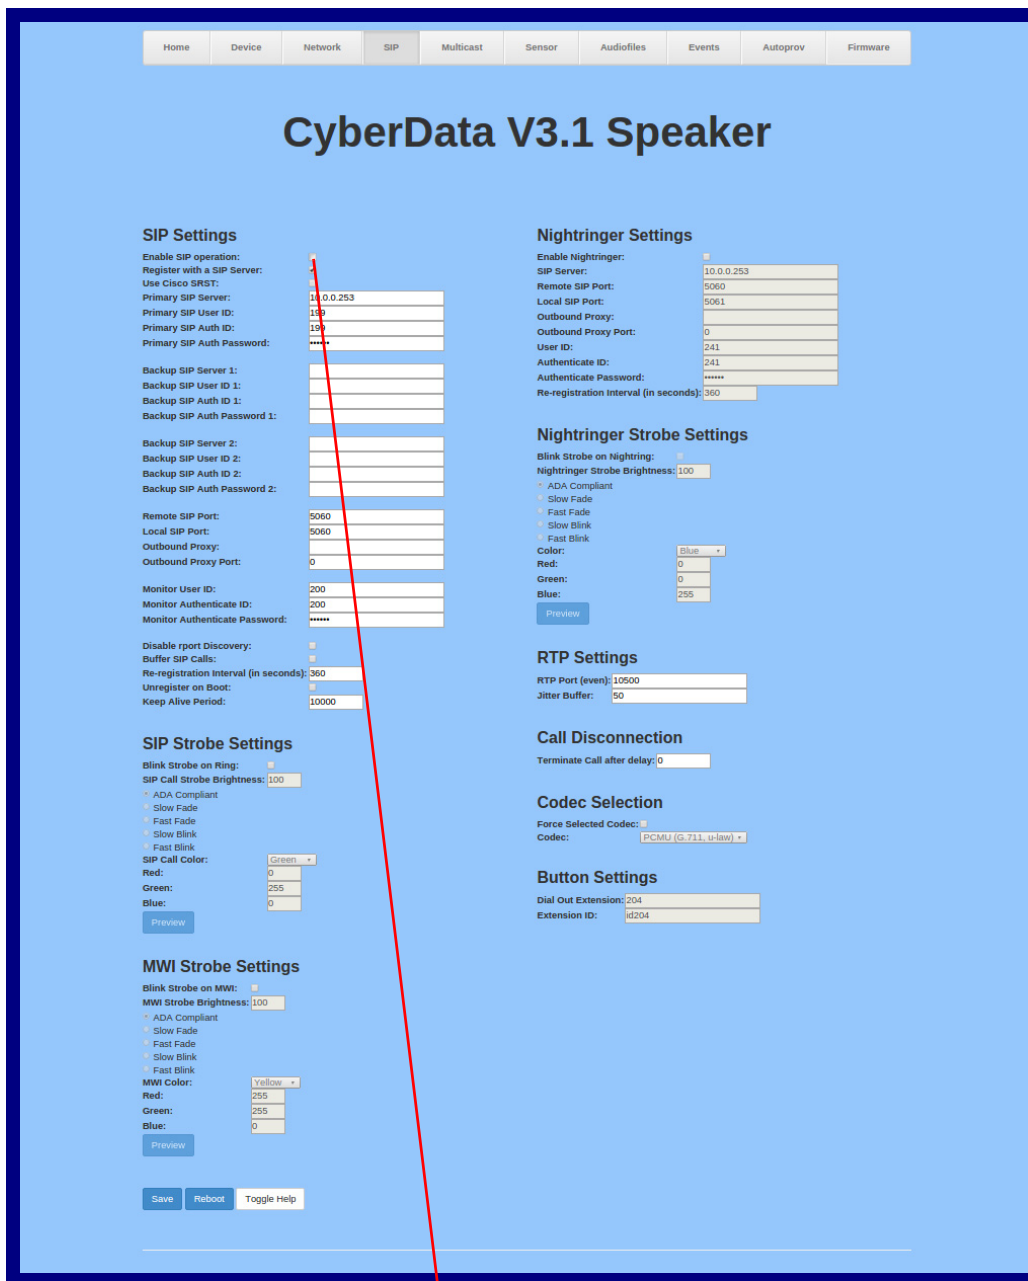 Home Device Network SIP Multicast Sensor Audiofiles Events Autoprov Firmware
CyberData V3.1 Speaker
SIP Settings
Enable SIP operation:
Register with a SIP Server:
Use Cisco SRST:
Primary SIP Server: 10.0.0.253
Primary SIP User ID: 199
Primary SIP Auth ID: 199
Primary SIP Auth Password: ••••••
Backup SIP Server 1:
Backup SIP User ID 1:
Backup SIP Auth ID 1:
Backup SIP Auth Password 1:
Backup SIP Server 2:
Backup SIP User ID 2:
Backup SIP Auth ID 2:
Backup SIP Auth Password 2:
Remote SIP Port: 5060
Local SIP Port: 5060
Outbound Proxy:
Outbound Proxy Port: 0
Monitor User ID: 200
Monitor Authenticate ID: 200
Monitor Authenticate Password: ••••••
Disable rport Discovery:
Buffer SIP Calls:
Re-registration Interval (in seconds): 360
Unregister on Boot:
Keep Alive Period: 10000
SIP Strobe Settings
Blink Strobe on Ring:
SIP Call Strobe Brightness: 100
ADA Compliant
Slow Fade
Fast Fade
Slow Blink
Fast Blink
SIP Call Color: Green
Red: 0
Green: 255
Blue: 0
Preview
MWI Strobe Settings
Blink Strobe on MWI:
MWI Strobe Brightness: 100
ADA Compliant
Slow Fade
Fast Fade
Slow Blink
Fast Blink
MWI Color: Yellow
Red: 255
Green: 255
Blue: 0
Preview
Save Reboot Toggle Help
Nightringer Settings
Enable Nightringer:
SIP Server: 10.0.0.253
Remote SIP Port: 5060
Local SIP Port: 5061
Outbound Proxy:
Outbound Proxy Port: 0
User ID: 241
Authenticate ID: 241
Authenticate Password: ••••••
Re-registration Interval (in seconds): 360
Nightringer Strobe Settings
Blink Strobe on Nightring:
Nightringer Strobe Brightness: 100
ADA Compliant
Slow Fade
Fast Fade
Slow Blink
Fast Blink
Color: Blue
Red: 0
Green: 0
Blue: 255
Preview
RTP Settings
RTP Port (even): 10500
Jitter Buffer: 50
Call Disconnection
Terminate Call after delay: 0
Codec Selection
Force Selected Codec:
Codec: PCMU (G.711, u-law)
Button Settings
Dial Out Extension: 204
Extension ID: id204